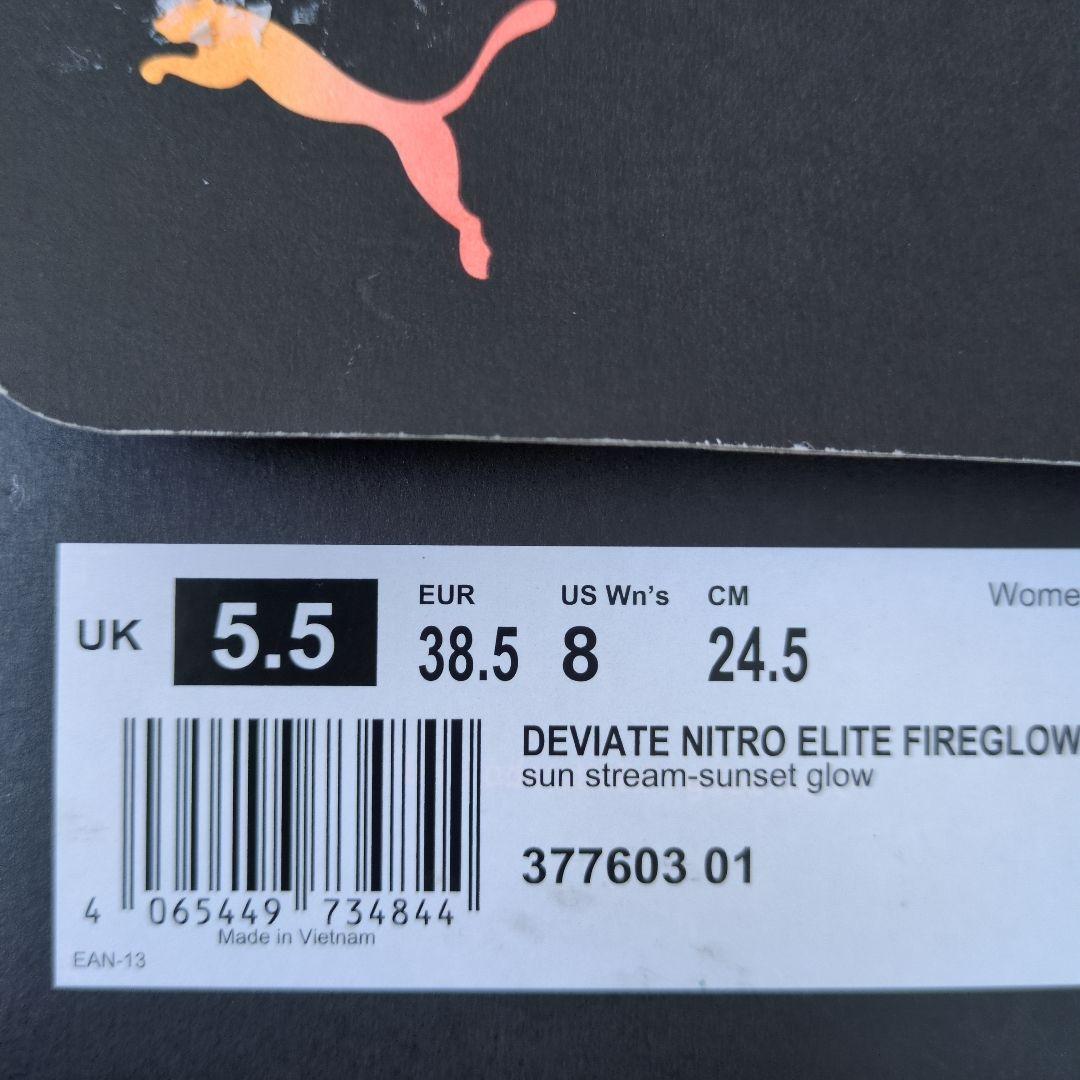 UK 5.5 EUR 38.5 US Wn's 8 CM 24.5 Wome
DEVIATE NITRO ELITE FIREGLOW
sun stream-sunset glow
377603 01
4 065449 734844
Made in Vietnam
EAN-13